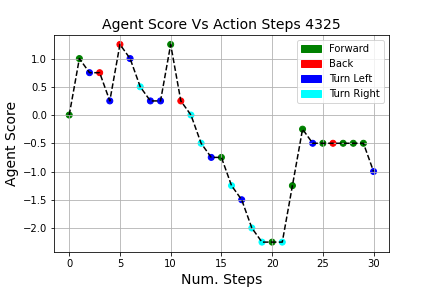 Agent Score Vs Action Steps 4325
Forward
Back
Turn Left
Turn Right
1.0
0.5
0.0
−0.5
−1.0
−1.5
−2.0
Agent Score
0 5 10 15 20 25 30
Num. Steps